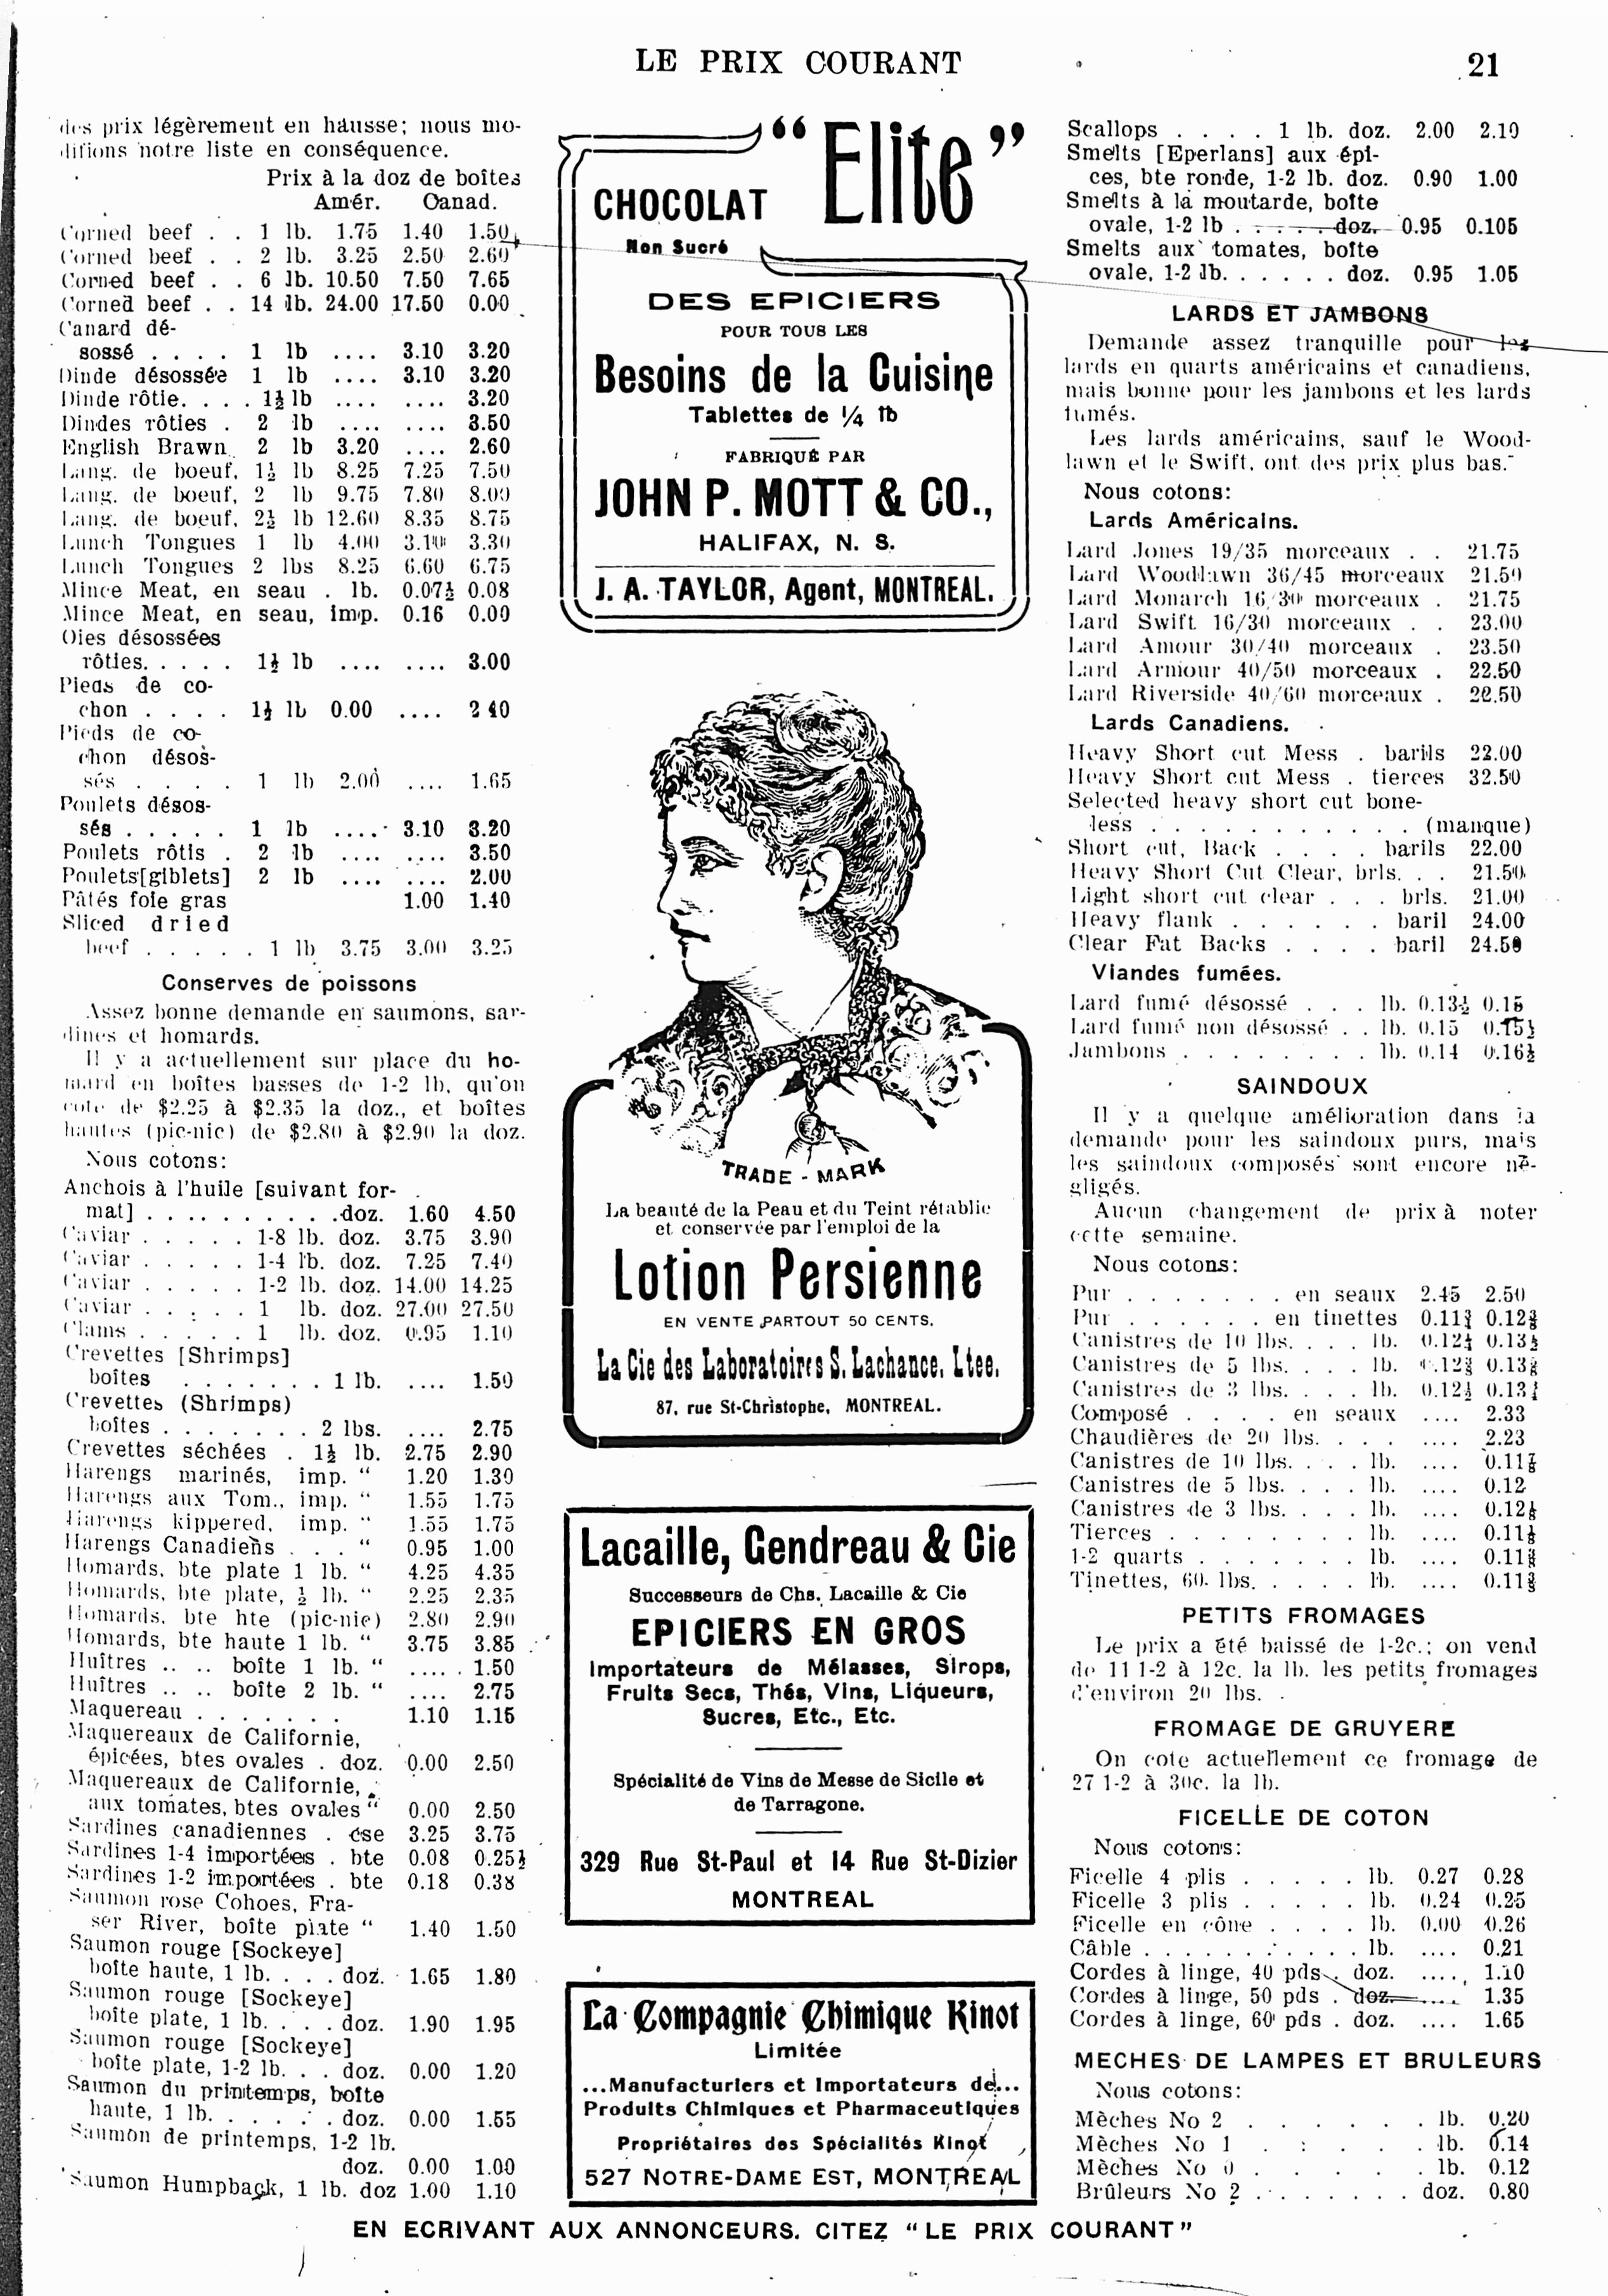 LE PRIX COURANT
21
des prix légèrement en hausse; nous mo-
difions notre liste en conséquence.
Prix à la doz de boîtes
Amér. Canad.
Corned beef . . 1 lb. 1.75 1.40 1.50
Corned beef . . 2 lb. 3.25 2.50 2.60
Corned beef . . 6 lb. 10.50 7.50 7.65
Corned beef . . 14 lb. 24.00 17.50 0.00
Canard dé-
sossé . . . . 1 lb .... 3.10 3.20
Dinde désossée 1 lb .... 3.10 3.20
Dinde rôtie. . . . 1½ lb .... .... 3.20
Dindes rôties . 2 lb .... .... 3.50
English Brawn. 2 lb 3.20 .... 2.60
Lang. de boeuf, 1½ lb 8.25 7.25 7.50
Lang. de boeuf, 2 lb 9.75 7.80 8.00
Lang. de boeuf, 2½ lb 12.60 8.35 8.75
Lunch Tongues 1 lb 4.00 3.10 3.30
Lunch Tongues 2 lbs 8.25 6.60 6.75
Mince Meat, en seau . lb. 0.07½ 0.08
Mince Meat, en seau, imp. 0.16 0.00
Oies désossées
rôties. . . . . 1½ lb .... .... 3.00
Pieds de co-
chon . . . . 1½ lb 0.00 .... 2 40
Pieds de co-
chon désos-
sés . . . . 1 lb 2.00 .... 1.65
Poulets désos-
sés . . . . . 1 lb .... 3.10 3.20
Poulets rôtis . 2 lb .... .... 3.50
Poulets[giblets] 2 lb .... .... 2.00
Pâtés foie gras 1.00 1.40
Sliced dried
beef . . . . . 1 lb 3.75 3.00 3.25
Conserves de poissons
Assez bonne demande en saumons, sar-
dines et homards.
Il y a actuellement sur place du ho-
mard en boîtes basses de 1-2 lb. qu'on
cote de $2.25 à $2.35 la doz., et boîtes
hautes (pic-nic) de $2.80 à $2.90 la doz.
Nous cotons:
Anchois à l'huile [suivant for-
mat] . . . . . . . . . . .doz. 1.60 4.50
Caviar . . . . . 1-8 lb. doz. 3.75 3.90
Caviar . . . . . 1-4 lb. doz. 7.25 7.40
Caviar . . . . . 1-2 lb. doz. 14.00 14.25
Caviar . . . . . 1 lb. doz. 27.00 27.50
Clams . . . . . 1 lb. doz. 0.95 1.10
Crevettes [Shrimps]
boîtes . . . . . . . 1 lb. .... 1.50
Crevettes (Shrimps)
boîtes . . . . . . . 2 lbs. .... 2.75
Crevettes séchées . 1½ lb. 2.75 2.90
Harengs marinés, imp. " 1.20 1.30
Harengs aux Tom., imp. " 1.55 1.75
Harengs kippered, imp. " 1.55 1.75
Harengs Canadiens . . . " 0.95 1.00
Homards, bte plate 1 lb. " 4.25 4.35
Homards, bte plate, ½ lb. " 2.25 2.35
Homards, bte hte (pic-nic) 2.80 2.90
Homards, bte haute 1 lb. " 3.75 3.85
Huîtres .. .. boîte 1 lb. " .... 1.50
Huîtres .. .. boîte 2 lb. " .... 2.75
Maquereau . . . . . . . 1.10 1.15
Maquereaux de Californie,
épicées, btes ovales . doz. 0.00 2.50
Maquereaux de Californie,
aux tomates, btes ovales " 0.00 2.50
Sardines canadiennes . cse 3.25 3.75
Sardines 1-4 importées . bte 0.08 0.25½
Sardines 1-2 importées . bte 0.18 0.38
Saumon rose Cohoes, Fra-
ser River, boîte plate " 1.40 1.50
Saumon rouge [Sockeye]
boîte haute, 1 lb. . . . doz. 1.65 1.80
Saumon rouge [Sockeye]
boîte plate, 1 lb. . . . doz. 1.90 1.95
Saumon rouge [Sockeye]
boîte plate, 1-2 lb. . . doz. 0.00 1.20
Saumon du printemps, boîte
haute, 1 lb. . . . . . doz. 0.00 1.55
Saumon de printemps, 1-2 lb.
doz. 0.00 1.00
Saumon Humpback, 1 lb. doz 1.00 1.10
CHOCOLAT "Elite"
Non Sucré
DES EPICIERS
POUR TOUS LES
Besoins de la Cuisine
Tablettes de ¼ lb
FABRIQUÉ PAR
JOHN P. MOTT & CO.,
HALIFAX, N. S.
J. A. TAYLOR, Agent, MONTREAL.
TRADE - MARK
La beauté de la Peau et du Teint rétablie
et conservée par l'emploi de la
Lotion Persienne
EN VENTE PARTOUT 50 CENTS.
La Cie des Laboratoires S. Lachance, Ltee.
87, rue St-Christophe, MONTREAL.
Lacaille, Gendreau & Cie
Successeurs de Chs. Lacaille & Cie
EPICIERS EN GROS
Importateurs de Mélasses, Sirops,
Fruits Secs, Thés, Vins, Liqueurs,
Sucres, Etc., Etc.
Spécialité de Vins de Messe de Sicile et
de Tarragone.
329 Rue St-Paul et 14 Rue St-Dizier
MONTREAL
La Compagnie Chimique Kinot
Limitée
...Manufacturiers et Importateurs de...
Produits Chimiques et Pharmaceutiques
Propriétaires des Spécialités Kinot
527 NOTRE-DAME EST, MONTREAL
Scallops . . . . 1 lb. doz. 2.00 2.10
Smelts [Eperlans] aux épi-
ces, bte ronde, 1-2 lb. doz. 0.90 1.00
Smelts à la moutarde, boîte
ovale, 1-2 lb . . . . . doz. 0.95 0.105
Smelts aux tomates, boîte
ovale, 1-2 lb. . . . . . doz. 0.95 1.05
LARDS ET JAMBONS
Demande assez tranquille pour les
lards en quarts américains et canadiens,
mais bonne pour les jambons et les lards
fumés.
Les lards américains, sauf le Wood-
lawn et le Swift, ont des prix plus bas.
Nous cotons:
Lards Américains.
Lard Jones 19/35 morceaux . . 21.75
Lard Woodlawn 36/45 morceaux 21.50
Lard Monarch 16/30 morceaux . 21.75
Lard Swift 16/30 morceaux . . 23.00
Lard Amour 30/40 morceaux . 23.50
Lard Armour 40/50 morceaux . 22.50
Lard Riverside 40/60 morceaux . 22.50
Lards Canadiens.
Heavy Short cut Mess . barils 22.00
Heavy Short cut Mess . tierces 32.50
Selected heavy short cut bone-
less . . . . . . . . . . . (manque)
Short cut, Back . . . . barils 22.00
Heavy Short Cut Clear, brls. . . 21.50
Light short cut clear . . . brls. 21.00
Heavy flank . . . . . . baril 24.00
Clear Fat Backs . . . . baril 24.50
Viandes fumées.
Lard fumé désossé . . . lb. 0.13½ 0.15
Lard fumé non désossé . . lb. 0.15 0.15½
Jambons . . . . . . . . lb. 0.14 0.16½
SAINDOUX
Il y a quelque amélioration dans la
demande pour les saindoux purs, mais
les saindoux composés sont encore né-
gligés.
Aucun changement de prix à noter
cette semaine.
Nous cotons:
Pur . . . . . . . en seaux 2.45 2.50
Pur . . . . . . en tinettes
Canistres de 10 lbs. . . . lb.
Canistres de 5 lbs. . . . lb.
Canistres de 3 lbs. . . . lb.
Composé . . . . en seaux .... 2.33
Chaudières de 20 lbs. . . . .... 2.23
Canistres de 10 lbs. . . . lb. ....
Canistres de 5 lbs. . . . lb. .... 0.12
Canistres de 3 lbs. . . . lb. ....
Tierces . . . . . . . . lb. ....
1-2 quarts . . . . . . . lb. ....
Tinettes, 60 lbs. . . . . lb. ....
PETITS FROMAGES
Le prix a été baissé de 1-2c.; on vend
de 11 1-2 à 12c. la lb. les petits fromages
d'environ 20 lbs.
FROMAGE DE GRUYERE
On cote actuellement ce fromage de
27 1-2 à 30c. la lb.
FICELLE DE COTON
Nous cotons:
Ficelle 4 plis . . . . . lb. 0.27 0.28
Ficelle 3 plis . . . . . lb. 0.24 0.25
Ficelle en cône . . . . lb. 0.00 0.26
Câble . . . . . . . . . . lb. .... 0.21
Cordes à linge, 40 pds . doz. .... 1.10
Cordes à linge, 50 pds . doz. .... 1.35
Cordes à linge, 60 pds . doz. .... 1.65
MECHES DE LAMPES ET BRULEURS
Nous cotons:
Mèches No 2 . . . . . . lb. 0.20
Mèches No 1 . . . . . . lb. 0.14
Mèches No 0 . . . . . . lb. 0.12
Brûleurs No 2 . . . . . . . doz. 0.80
EN ECRIVANT AUX ANNONCEURS, CITEZ "LE PRIX COURANT"